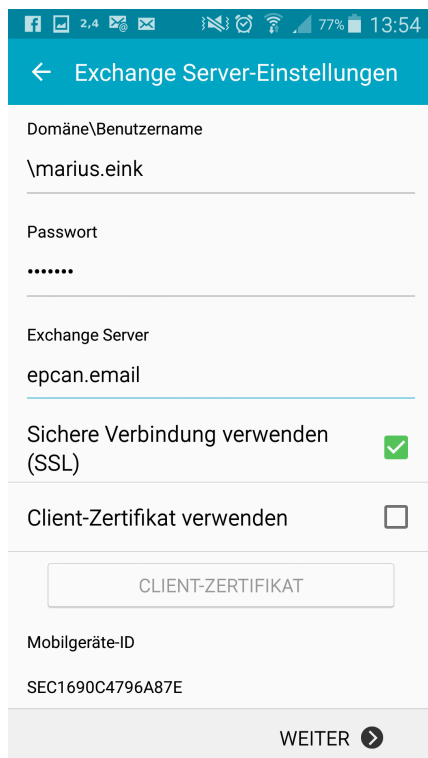 2,4 77% 13:54
Exchange Server-Einstellungen
Domäne\Benutzername
\marius.eink
Passwort
•••••••
Exchange Server
epcan.email
Sichere Verbindung verwenden
(SSL)
Client-Zertifikat verwenden
CLIENT-ZERTIFIKAT
Mobilgeräte-ID
SEC1690C4796A87E
WEITER